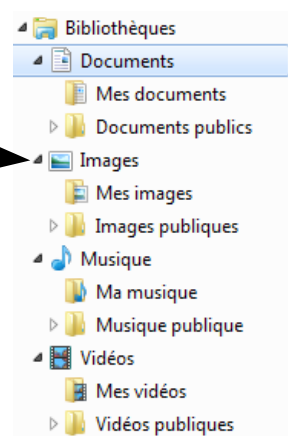 Bibliothèques
Documents
Mes documents
Documents publics
Images
Mes images
Images publiques
Musique
Ma musique
Musique publique
Vidéos
Mes vidéos
Vidéos publiques